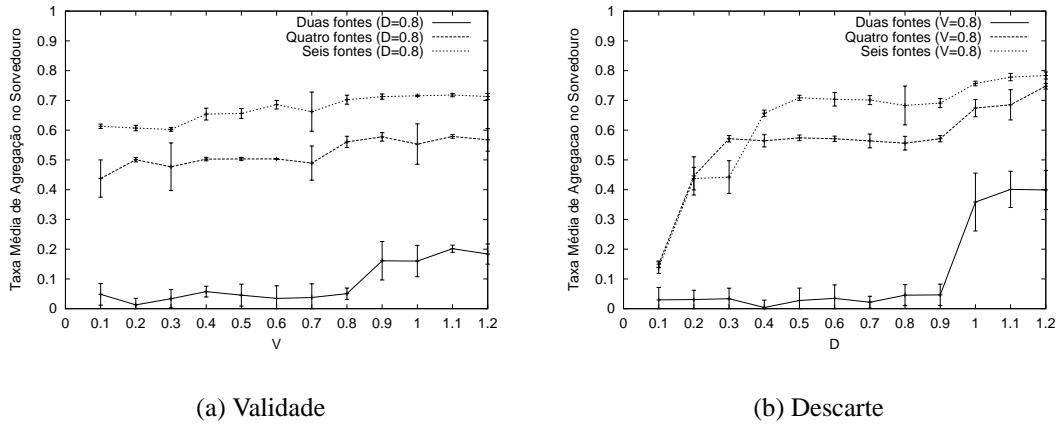 Taxa Média de Agregação no Sorvedouro
1
0.9
0.8
0.7
0.6
0.5
0.4
0.3
0.2
0.1
0
Duas fontes (D=0.8)
Quatro fontes (D=0.8)
Seis fontes (D=0.8)
0 0.1 0.2 0.3 0.4 0.5 0.6 0.7 0.8 0.9 1 1.1 1.2
V
(a) Validade
Taxa Média de Agregacao no Sorvedouro
1
0.9
0.8
0.7
0.6
0.5
0.4
0.3
0.2
0.1
0
Duas fontes (V=0.8)
Quatro fontes (V=0.8)
Seis fontes (V=0.8)
0 0.1 0.2 0.3 0.4 0.5 0.6 0.7 0.8 0.9 1 1.1 1.2
D
(b) Descarte